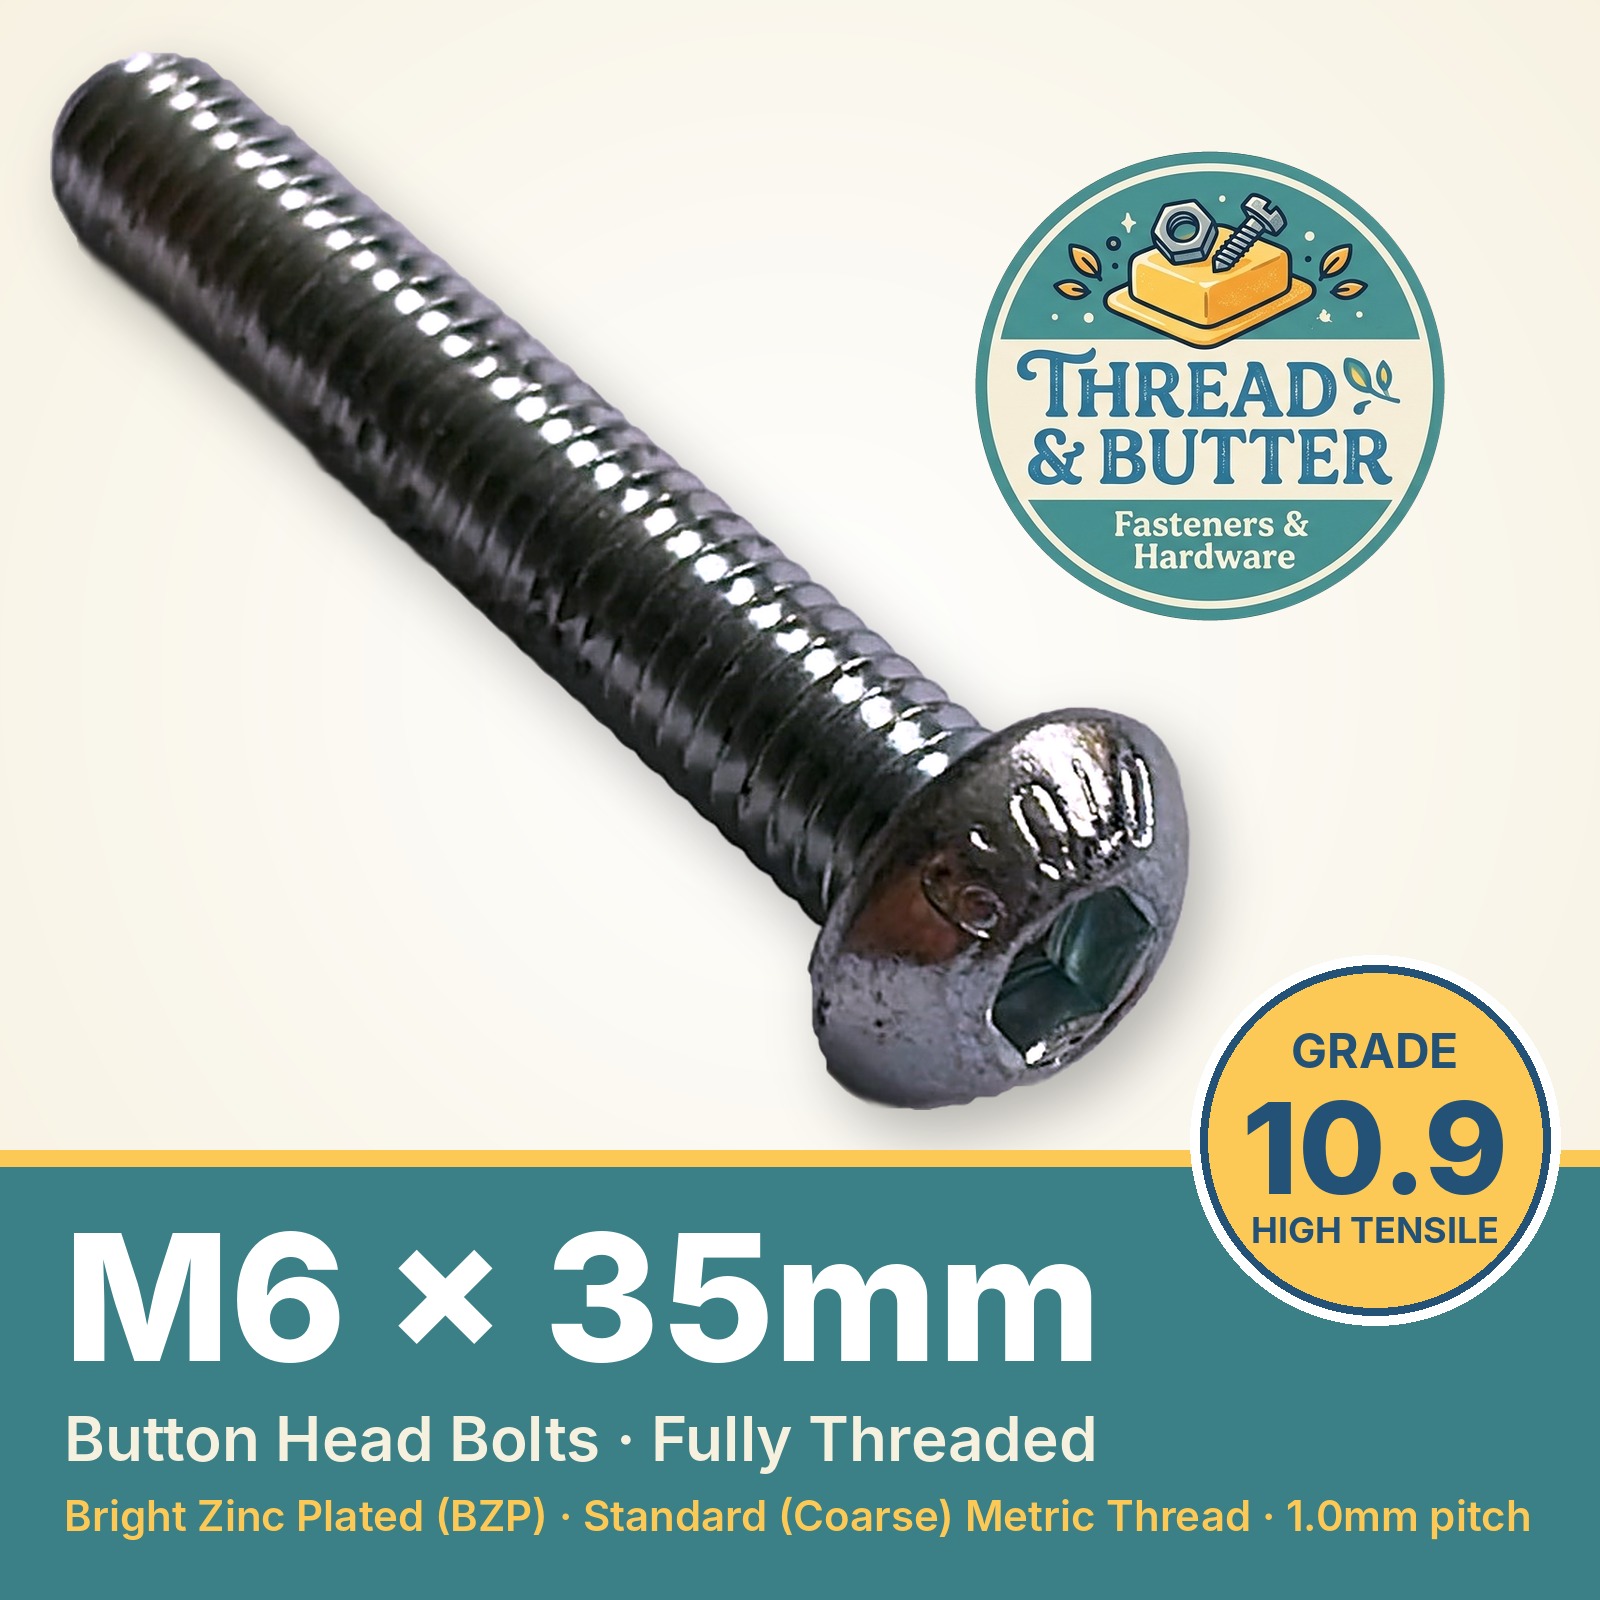 THREAD
& BUTTER
Fasteners &
Hardware
GRADE
10.9
HIGH TENSILE
M6 × 35mm
Button Head Bolts · Fully Threaded
Bright Zinc Plated (BZP) · Standard (Coarse) Metric Thread · 1.0mm pitch